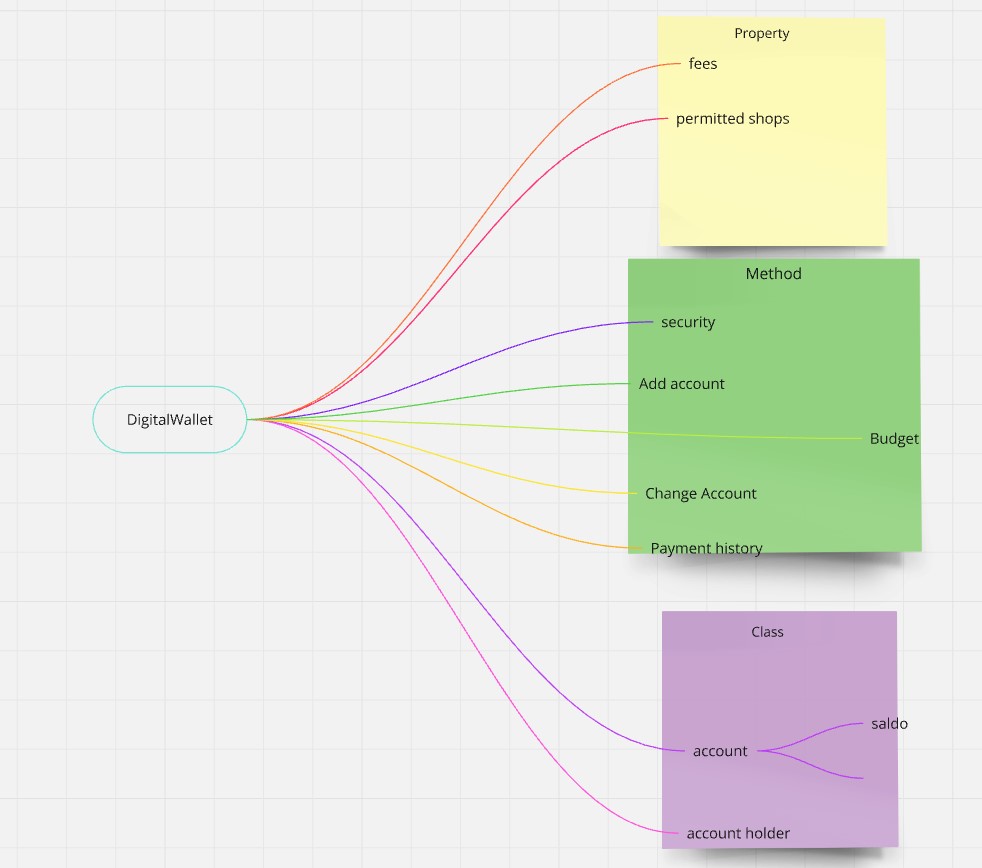 DigitalWallet
Property
fees
permitted shops
Method
security
Add account
Budget
Change Account
Payment history
Class
saldo
account
account holder